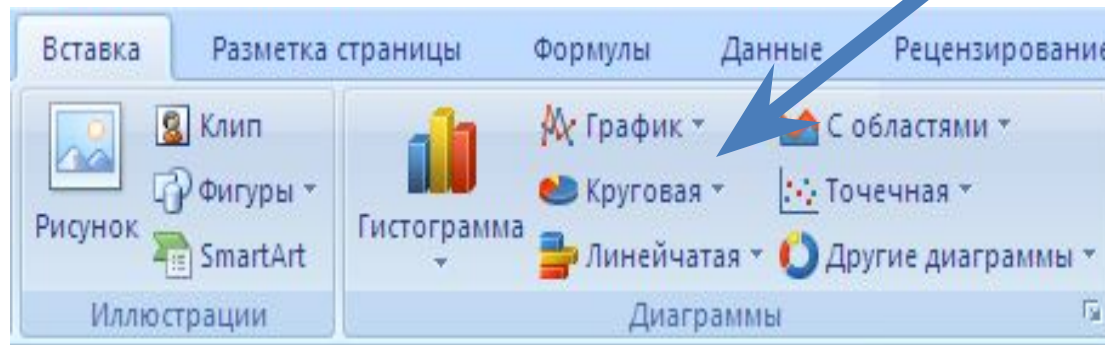 Вставка Разметка страницы Формулы Данные Рецензирование
Рисунок
Клип
Фигуры
SmartArt
Иллюстрации
Гистограмма
График
Круговая
Линейчатая
С областями
Точечная
Другие диаграммы
Диаграммы